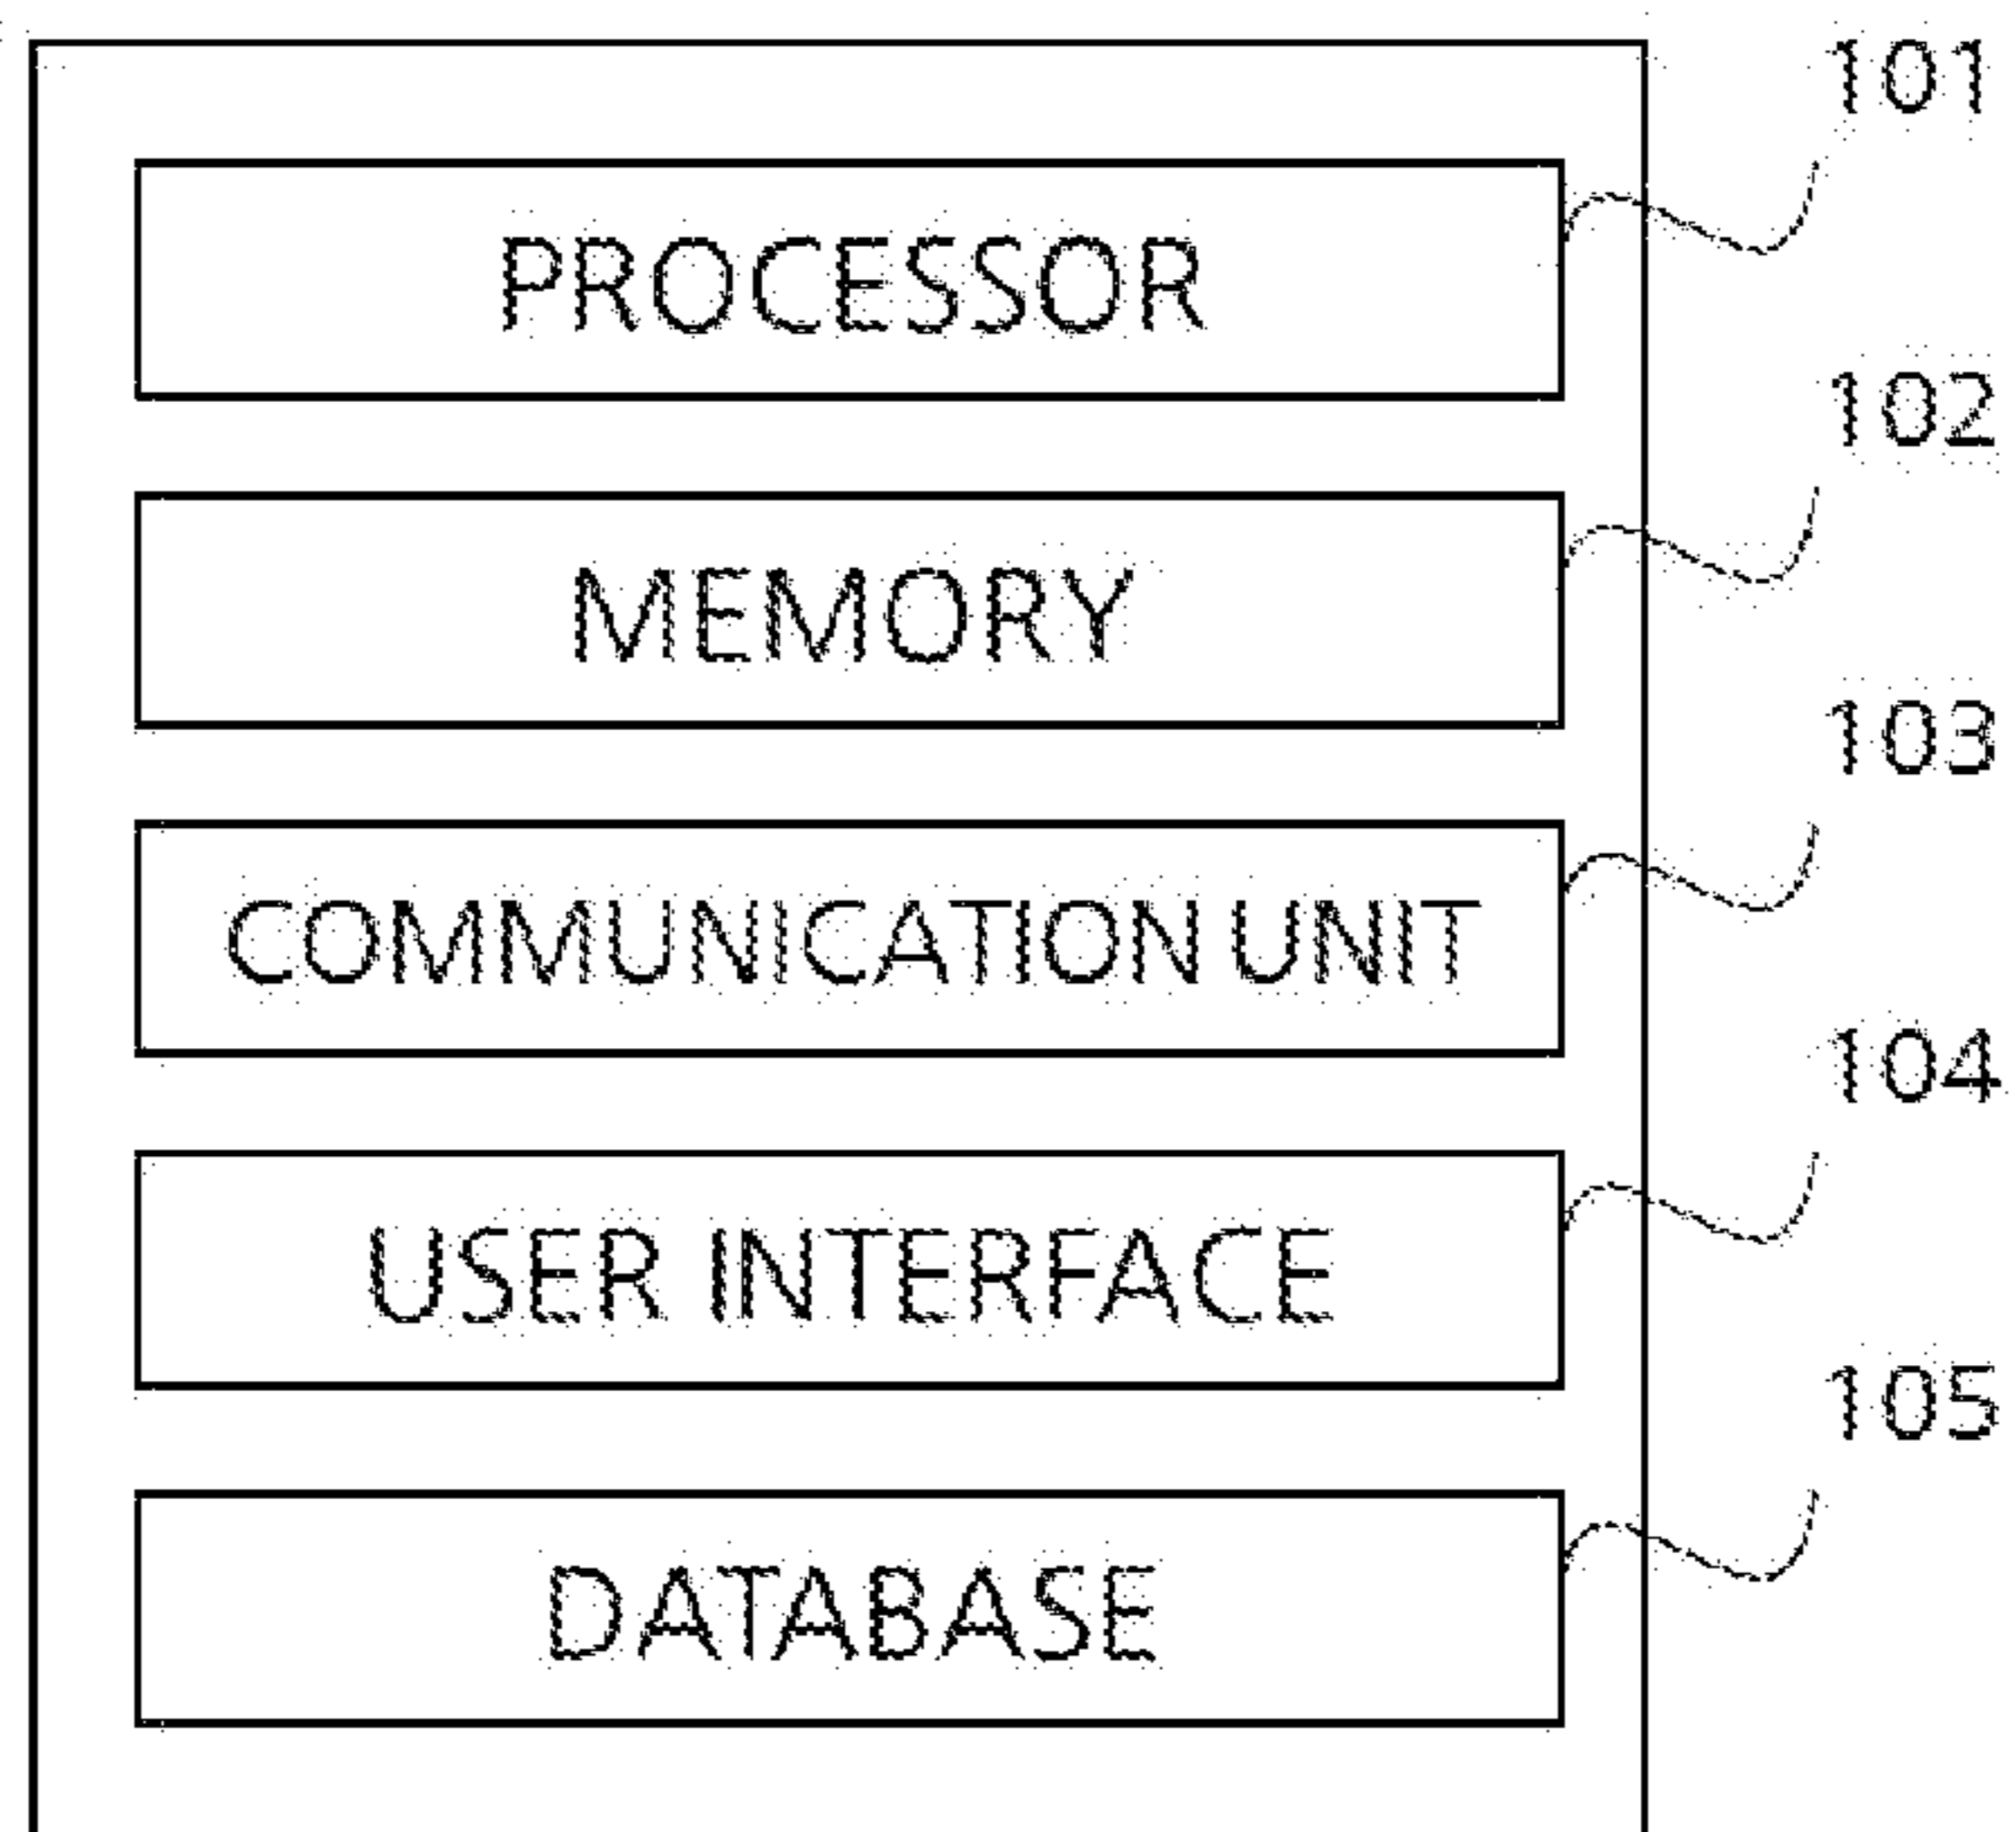 101
PROCESSOR
102
MEMORY
103
COMMUNICATION UNIT
104
USER INTERFACE
105
DATABASE